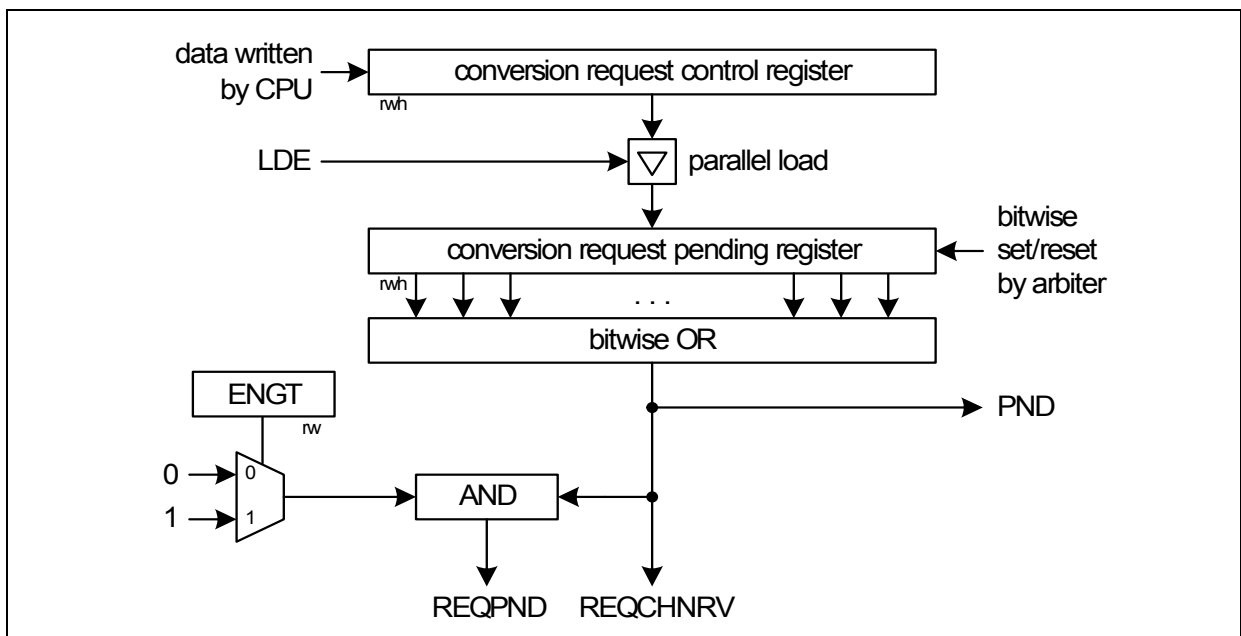 data written
by CPU
conversion request control register
rwh
LDE
parallel load
bitwise
set/reset
by arbiter
conversion request pending register
rwh
. . .
bitwise OR
ENGT
rw
PND
0
0
1
1
AND
REQPND
REQCHNRV